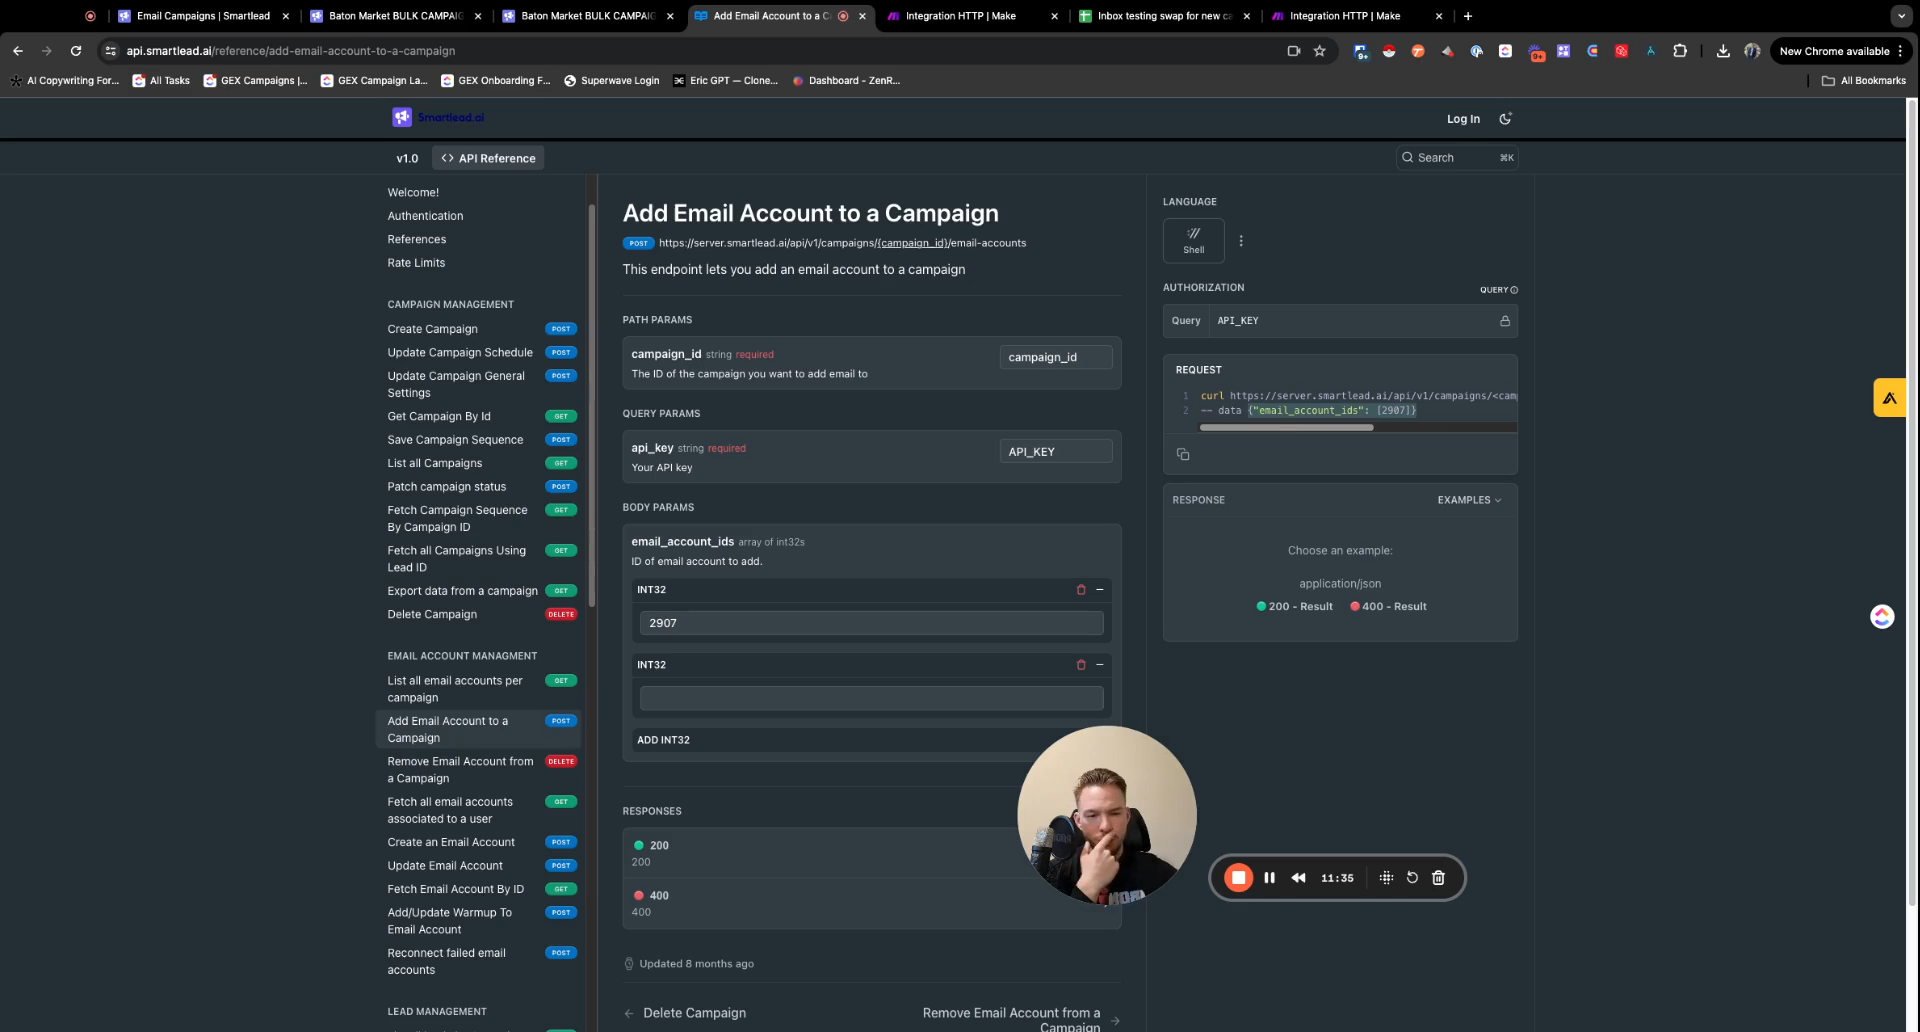 Email Campaigns | Smartlead
Baton Market BULK CAMPAIG
Baton Market BULK CAMPAIG
Add Email Account to a C
Integration HTTP | Make
Inbox testing swap for new ca
Integration HTTP | Make
api.smartlead.ai/reference/add-email-account-to-a-campaign
9+
9+
New Chrome available
AI Copywriting For...
All Tasks
GEX Campaigns |...
GEX Campaign La...
GEX Onboarding F...
Superwave Login
Eric GPT — Clone...
Dashboard - ZenR...
All Bookmarks
Smartlead.ai
Log In
v1.0
<> API Reference
Search
⌘K
Welcome!
Authentication
References
Rate Limits
CAMPAIGN MANAGEMENT
Create Campaign POST
Update Campaign Schedule POST
Update Campaign General POST
Settings
Get Campaign By Id GET
Save Campaign Sequence POST
List all Campaigns GET
Patch campaign status POST
Fetch Campaign Sequence GET
By Campaign ID
Fetch all Campaigns Using GET
Lead ID
Export data from a campaign GET
Delete Campaign DELETE
EMAIL ACCOUNT MANAGMENT
List all email accounts per GET
campaign
Add Email Account to a POST
Campaign
Remove Email Account from DELETE
a Campaign
Fetch all email accounts GET
associated to a user
Create an Email Account POST
Update Email Account POST
Fetch Email Account By ID GET
Add/Update Warmup To POST
Email Account
Reconnect failed email POST
accounts
LEAD MANAGEMENT
Add Email Account to a Campaign
POST https://server.smartlead.ai/api/v1/campaigns/{campaign_id}/email-accounts
This endpoint lets you add an email account to a campaign
PATH PARAMS
campaign_id string required
campaign_id
The ID of the campaign you want to add email to
QUERY PARAMS
api_key string required
API_KEY
Your API key
BODY PARAMS
email_account_ids array of int32s
ID of email account to add.
INT32
2907
INT32
ADD INT32
RESPONSES
200
200
400
400
Updated 8 months ago
← Delete Campaign
Remove Email Account from a →
Campaign
LANGUAGE
Shell
AUTHORIZATION
QUERY
Query API_KEY
REQUEST
1 curl https://server.smartlead.ai/api/v1/campaigns/<cam
2 -- data {"email_account_ids": [2907]}
RESPONSE
EXAMPLES
Choose an example:
application/json
200 - Result 400 - Result
11:35